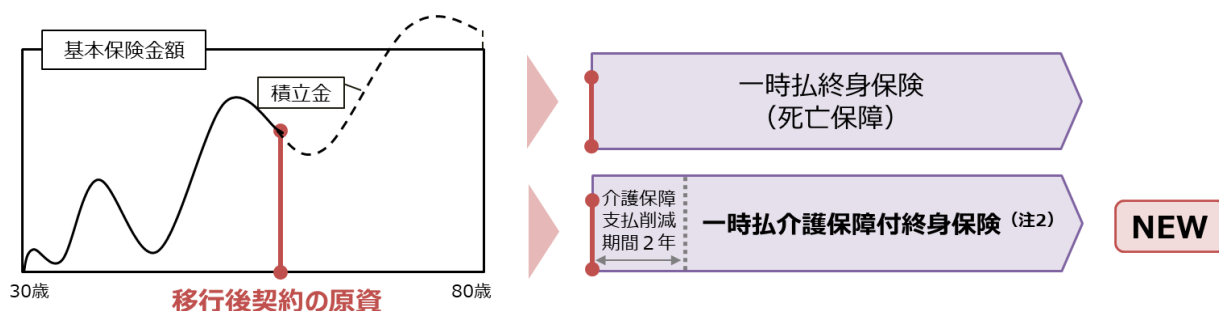 基本保険金額
積立金
30歳
80歳
移行後契約の原資
一時払終身保険
（死亡保障）
介護保障
支払削減
期間２年
一時払介護保障付終身保険（注2）
NEW